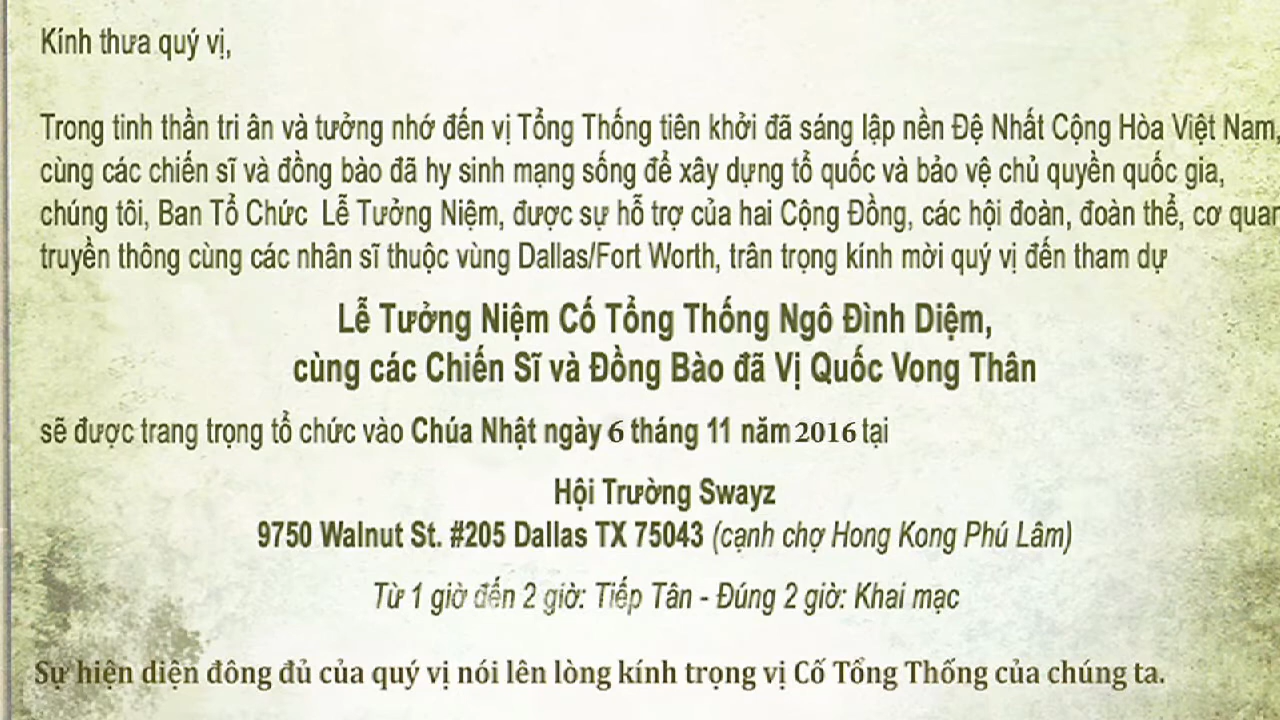 Kính thưa quý vị,
Trong tinh thần tri ân và tưởng nhớ đến vị Tổng Thống tiên khởi đã sáng lập nền Đệ Nhất Cộng Hòa Việt Nam,
cùng các chiến sĩ và đồng bào đã hy sinh mạng sống để xây dựng tổ quốc và bảo vệ chủ quyền quốc gia,
chúng tôi, Ban Tổ Chức Lễ Tưởng Niệm, được sự hỗ trợ của hai Cộng Đồng, các hội đoàn, đoàn thể, cơ quan
truyền thông cùng các nhân sĩ thuộc vùng Dallas/Fort Worth, trân trọng kính mời quý vị đến tham dự
Lễ Tưởng Niệm Cố Tổng Thống Ngô Đình Diệm,
cùng các Chiến Sĩ và Đồng Bào đã Vị Quốc Vong Thân
sẽ được trang trọng tổ chức vào Chúa Nhật ngày 6 tháng 11 năm 2016 tại
Hội Trường Swayz
9750 Walnut St. #205 Dallas TX 75043 (cạnh chợ Hong Kong Phú Lâm)
Từ 1 giờ đến 2 giờ: Tiếp Tân - Đúng 2 giờ: Khai mạc
Sự hiện diện đông đủ của quý vị nói lên lòng kính trọng vị Cố Tổng Thống của chúng ta.